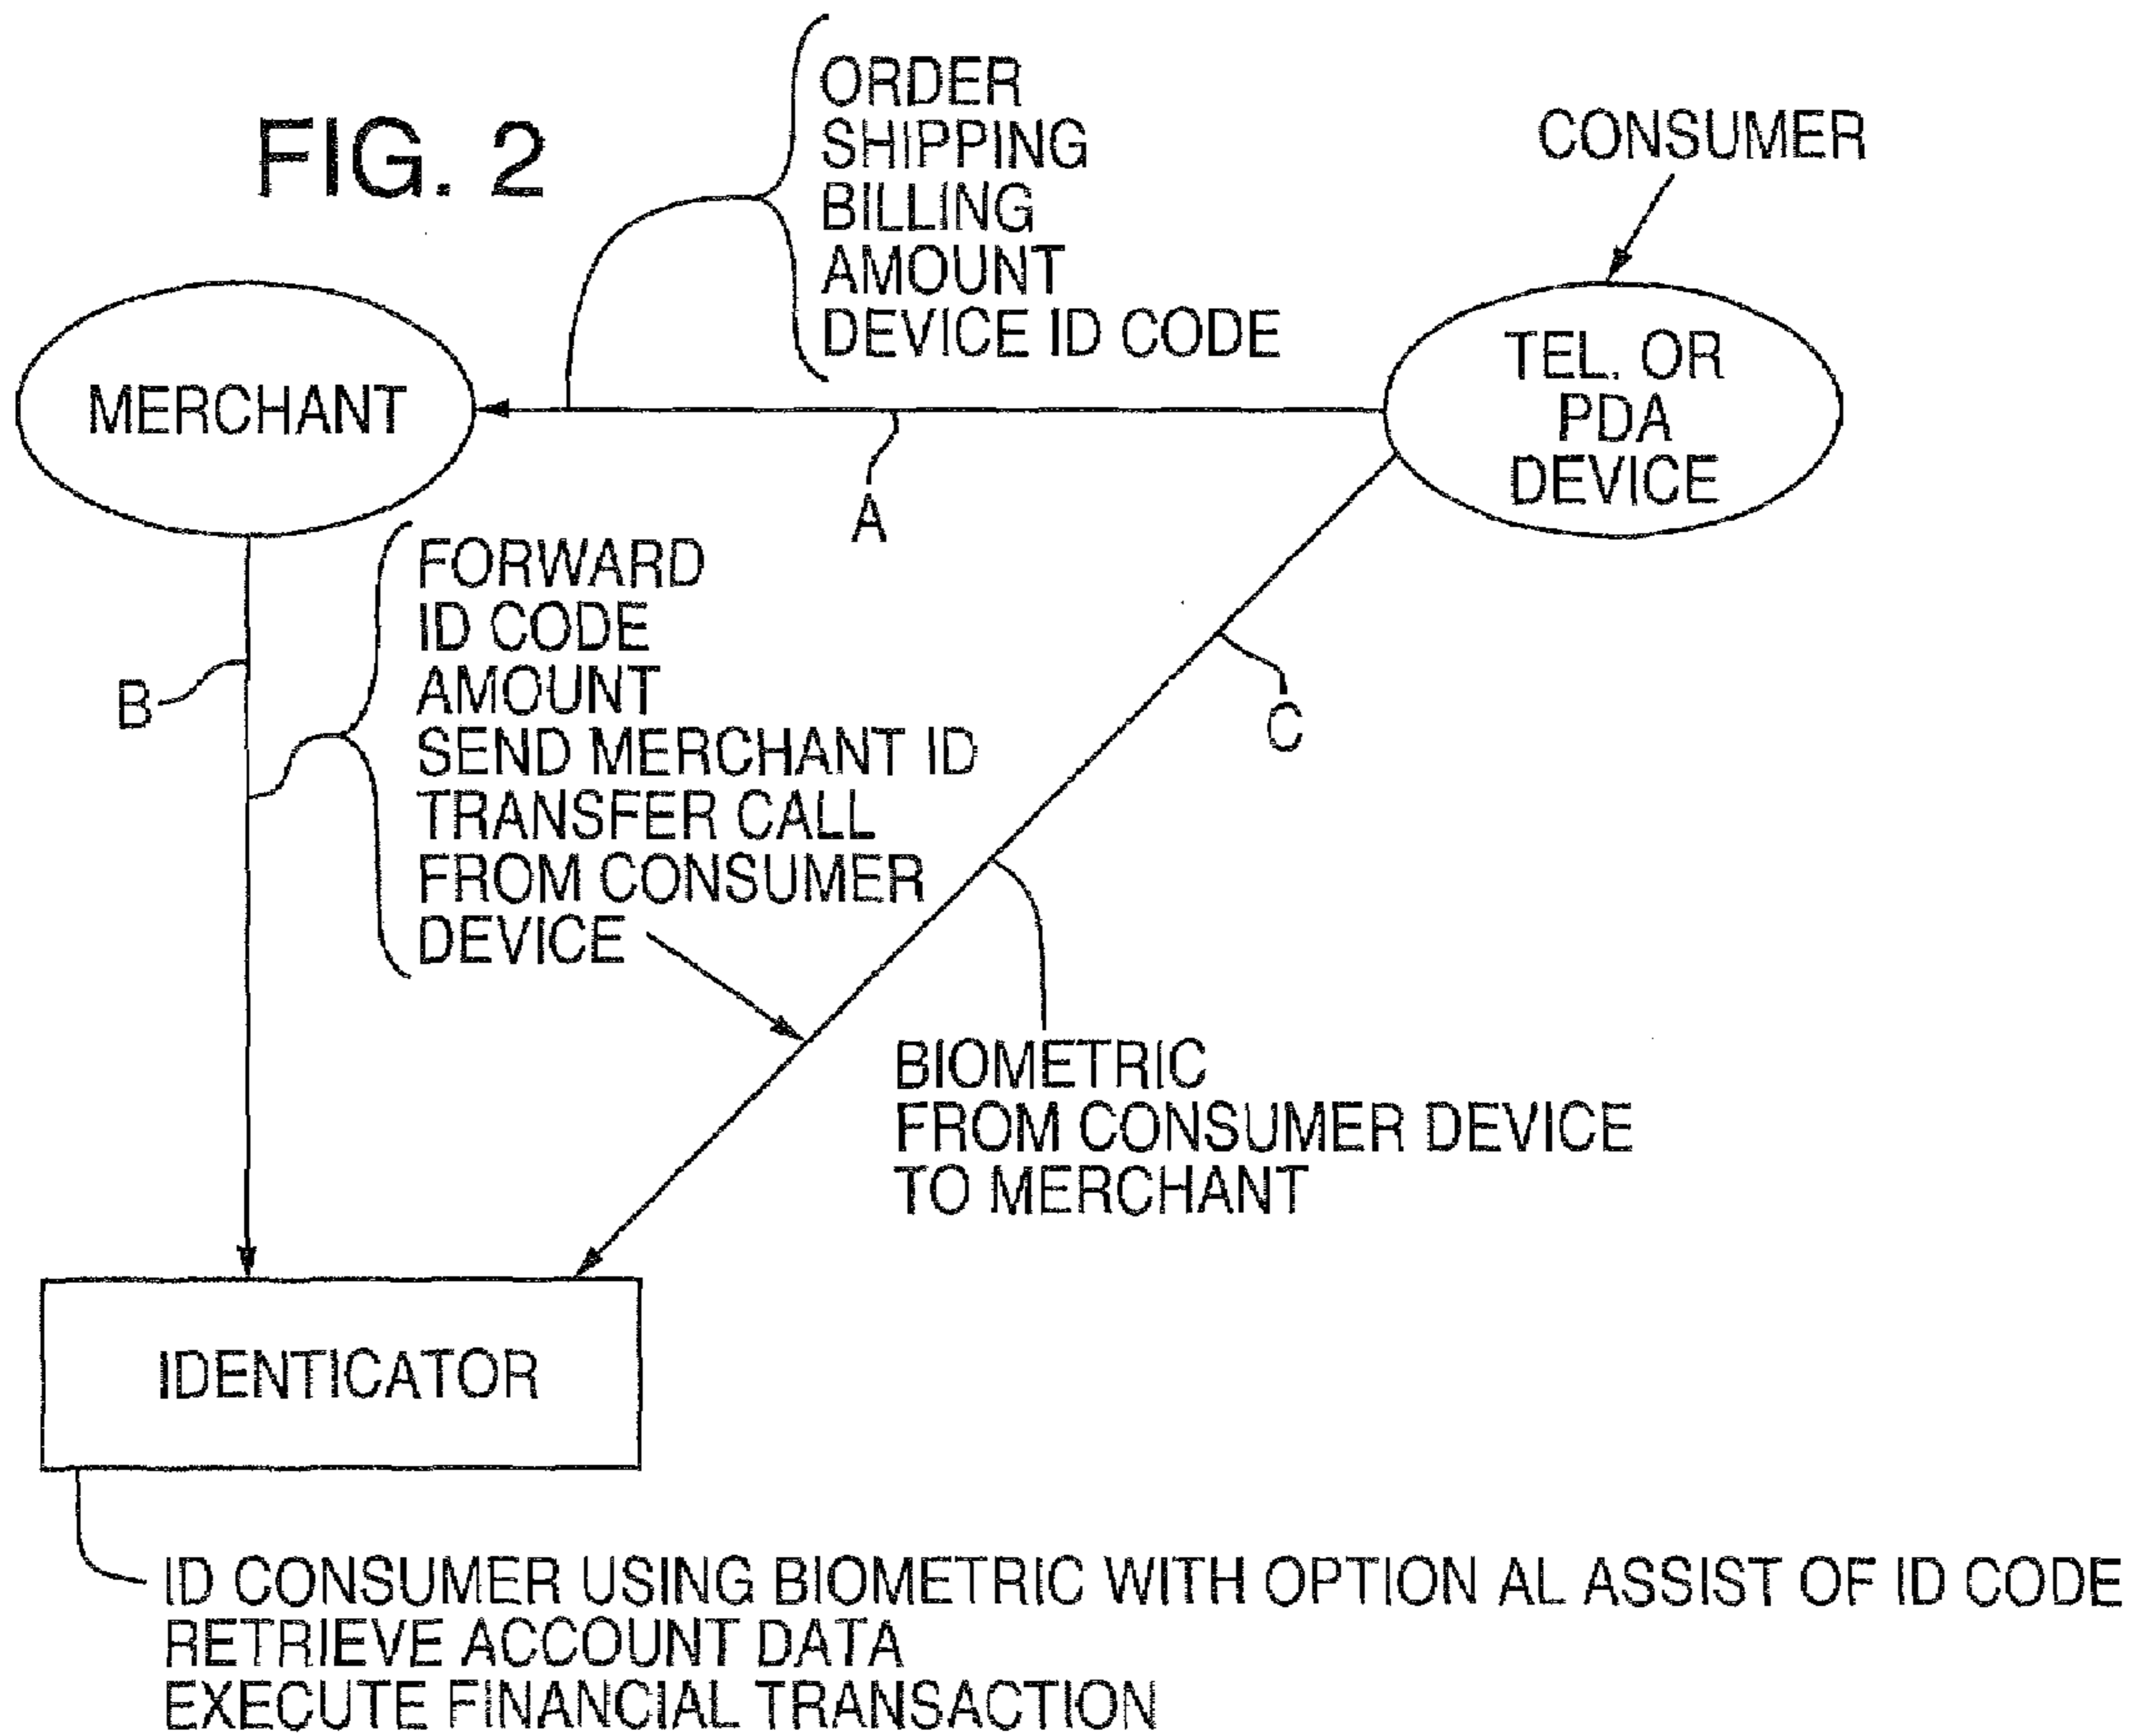 FIG. 2
ORDER
SHIPPING
BILLING
AMOUNT
DEVICE ID CODE
CONSUMER
MERCHANT
TEL. OR
PDA
DEVICE
A
FORWARD
ID CODE
AMOUNT
SEND MERCHANT ID
TRANSFER CALL
FROM CONSUMER
DEVICE
B
C
BIOMETRIC
FROM CONSUMER DEVICE
TO MERCHANT
IDENTICATOR
ID CONSUMER USING BIOMETRIC WITH OPTION AL ASSIST OF ID CODE
RETRIEVE ACCOUNT DATA
EXECUTE FINANCIAL TRANSACTION